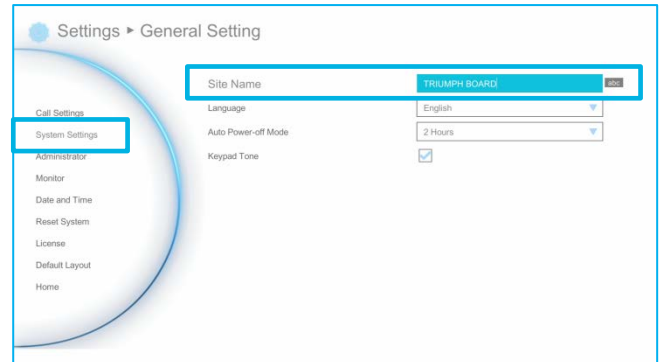 Settings ▸ General Setting
Site Name TRIUMPH BOARD abc
Language English
Auto Power-off Mode 2 Hours
Keypad Tone
Call Settings
System Settings
Administrator
Monitor
Date and Time
Reset System
License
Default Layout
Home